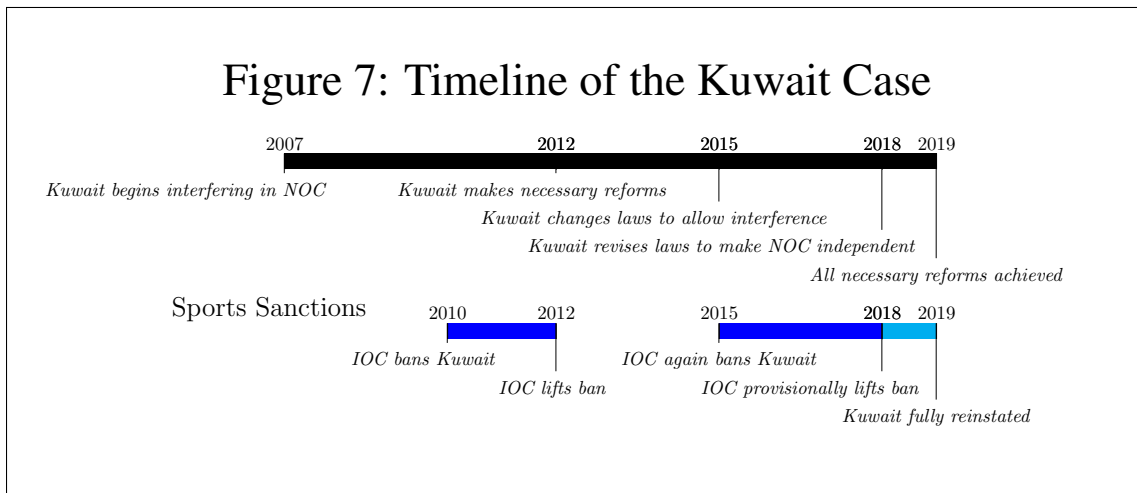 Figure 7: Timeline of the Kuwait Case
2007 2012 2015 2018 2019
Kuwait begins interfering in NOC Kuwait makes necessary reforms
Kuwait changes laws to allow interference
Kuwait revises laws to make NOC independent
All necessary reforms achieved
Sports Sanctions
2010 2012 2015 2018 2019
IOC bans Kuwait IOC again bans Kuwait
IOC lifts ban IOC provisionally lifts ban
Kuwait fully reinstated